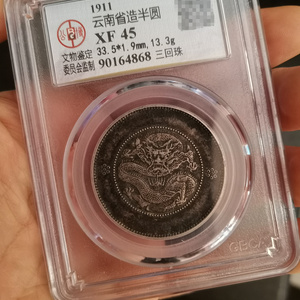 1911
云南省造半圆
XF 45
文物鉴定 33.5*1.9mm,13.3g
委员会监制 90164868 三回珠
GBCA